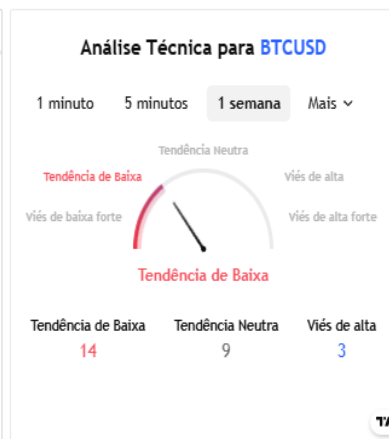 Análise Técnica para BTCUSD
1 minuto 5 minutos 1 semana Mais
Tendência Neutra
Tendência de Baixa Viés de alta
Viés de baixa forte Viés de alta forte
Tendência de Baixa
Tendência de Baixa Tendência Neutra Viés de alta
14 9 3